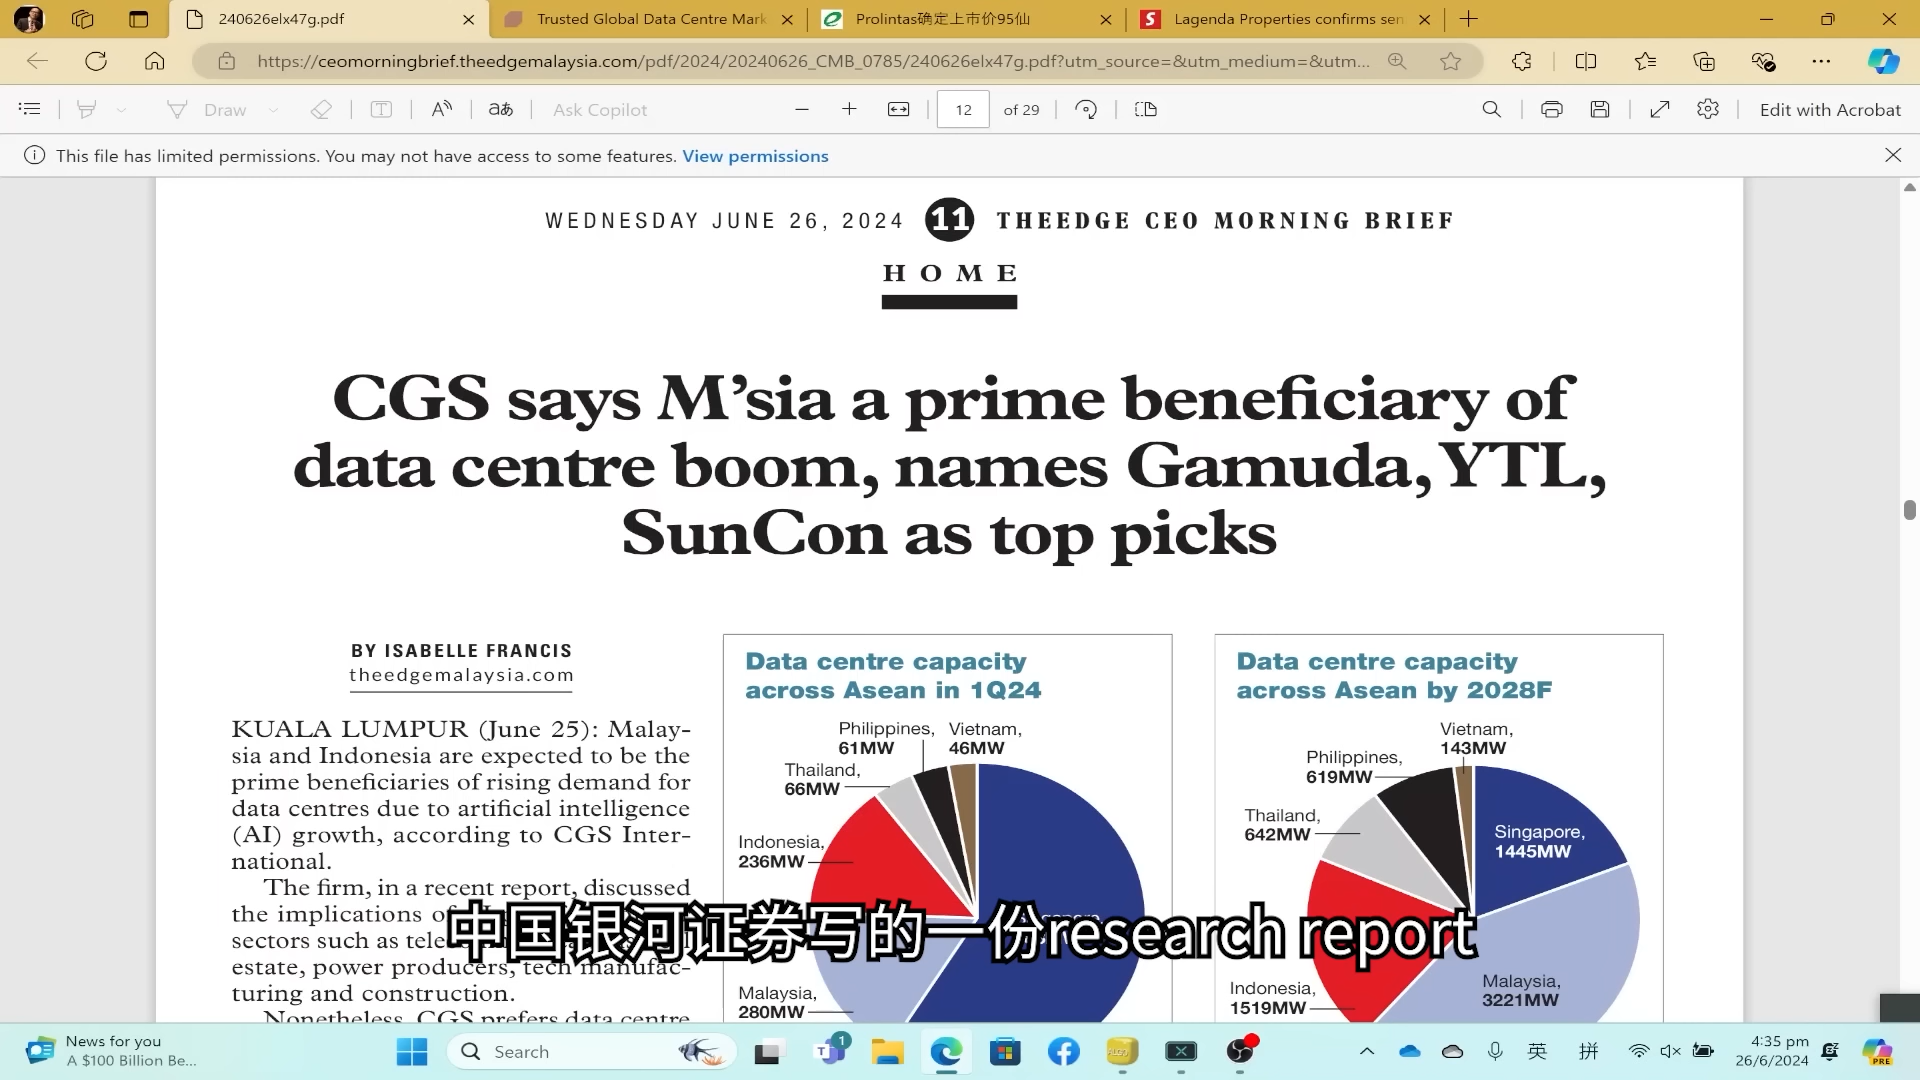 240626elx47g.pdf
Trusted Global Data Centre Mark
Prolintas确定上市价95仙
Lagenda Properties confirms sen
https://ceomorningbrief.theedgemalaysia.com/pdf/2024/20240626_CMB_0785/240626elx47g.pdf?utm_source=&utm_medium=&utm...
Draw
Ask Copilot
12 of 29
Edit with Acrobat
This file has limited permissions. You may not have access to some features. View permissions
WEDNESDAY JUNE 26, 2024 11 THEEDGE CEO MORNING BRIEF
HOME
CGS says M’sia a prime beneficiary of
data centre boom, names Gamuda, YTL,
SunCon as top picks
BY ISABELLE FRANCIS
theedgemalaysia.com
KUALA LUMPUR (June 25): Malay-
sia and Indonesia are expected to be the
prime beneficiaries of rising demand for
data centres due to artificial intelligence
(AI) growth, according to CGS Inter-
national.
The firm, in a recent report, discussed
the implications of
sectors such as tele
estate, power producers, tech manufac-
turing and construction.
Nonetheless, CGS prefers data centre
Data centre capacity
across Asean in 1Q24
Philippines,
61MW
Vietnam,
46MW
Thailand,
66MW
Indonesia,
236MW
Malaysia,
280MW
Data centre capacity
across Asean by 2028F
Vietnam,
143MW
Philippines,
619MW
Thailand,
642MW
Singapore,
1445MW
Malaysia,
3221MW
Indonesia,
1519MW
中国银河证券写的一份research report
News for you
A $100 Billion Be...
Search
1
英
拼
4:35 pm
26/6/2024
PRE